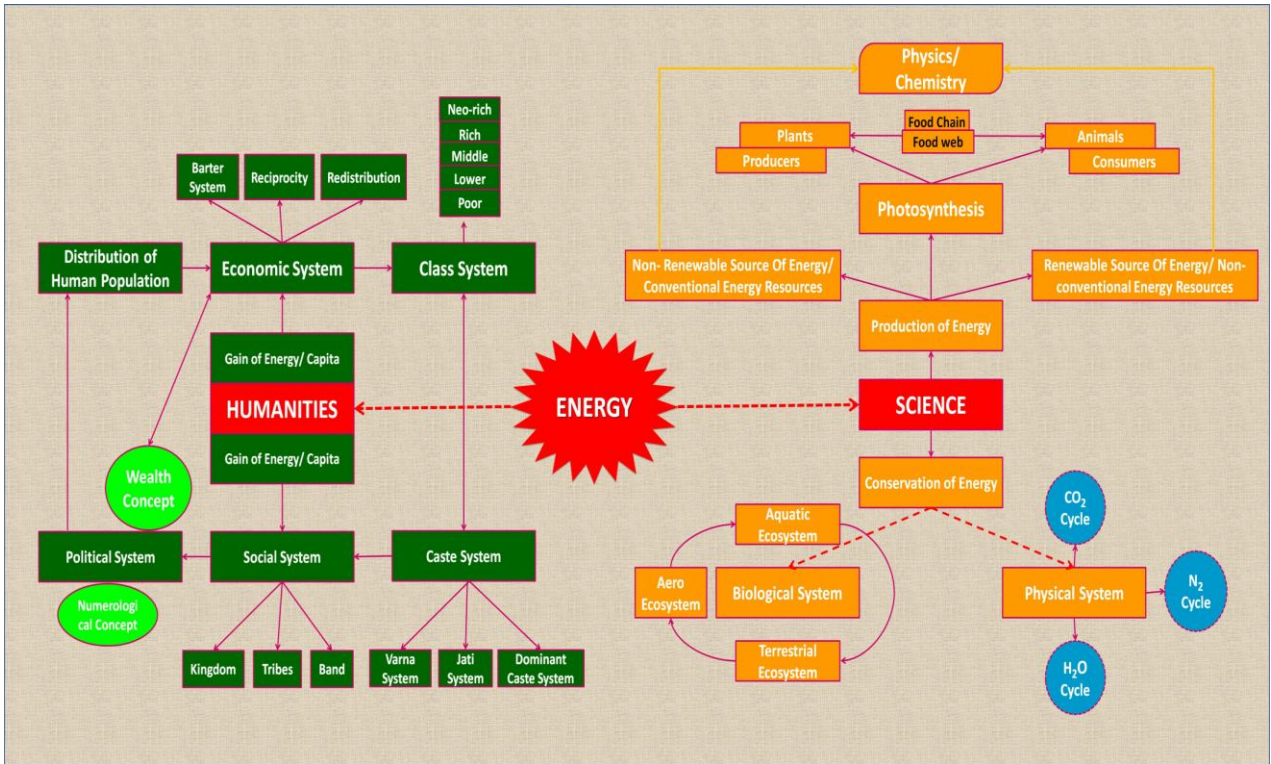 Physics/
Chemistry
Neo-rich
Rich
Middle
Lower
Poor
Food Chain
Food web
Plants
Producers
Animals
Consumers
Barter
System
Reciprocity
Redistribution
Photosynthesis
Distribution of
Human Population
Economic System
Class System
Non- Renewable Source Of Energy/
Conventional Energy Resources
Renewable Source Of Energy/ Non-
conventional Energy Resources
Production of Energy
Gain of Energy/ Capita
HUMANITIES
Gain of Energy/ Capita
ENERGY
SCIENCE
Conservation of Energy
Wealth
Concept
Political System
Social System
Caste System
Numerologi
cal Concept
Kingdom
Tribes
Band
Varna
System
Jati
System
Dominant
Caste System
Aquatic
Ecosystem
Aero
Ecosystem
Biological System
Terrestrial
Ecosystem
Physical System
CO2
Cycle
N2
Cycle
H2O
Cycle